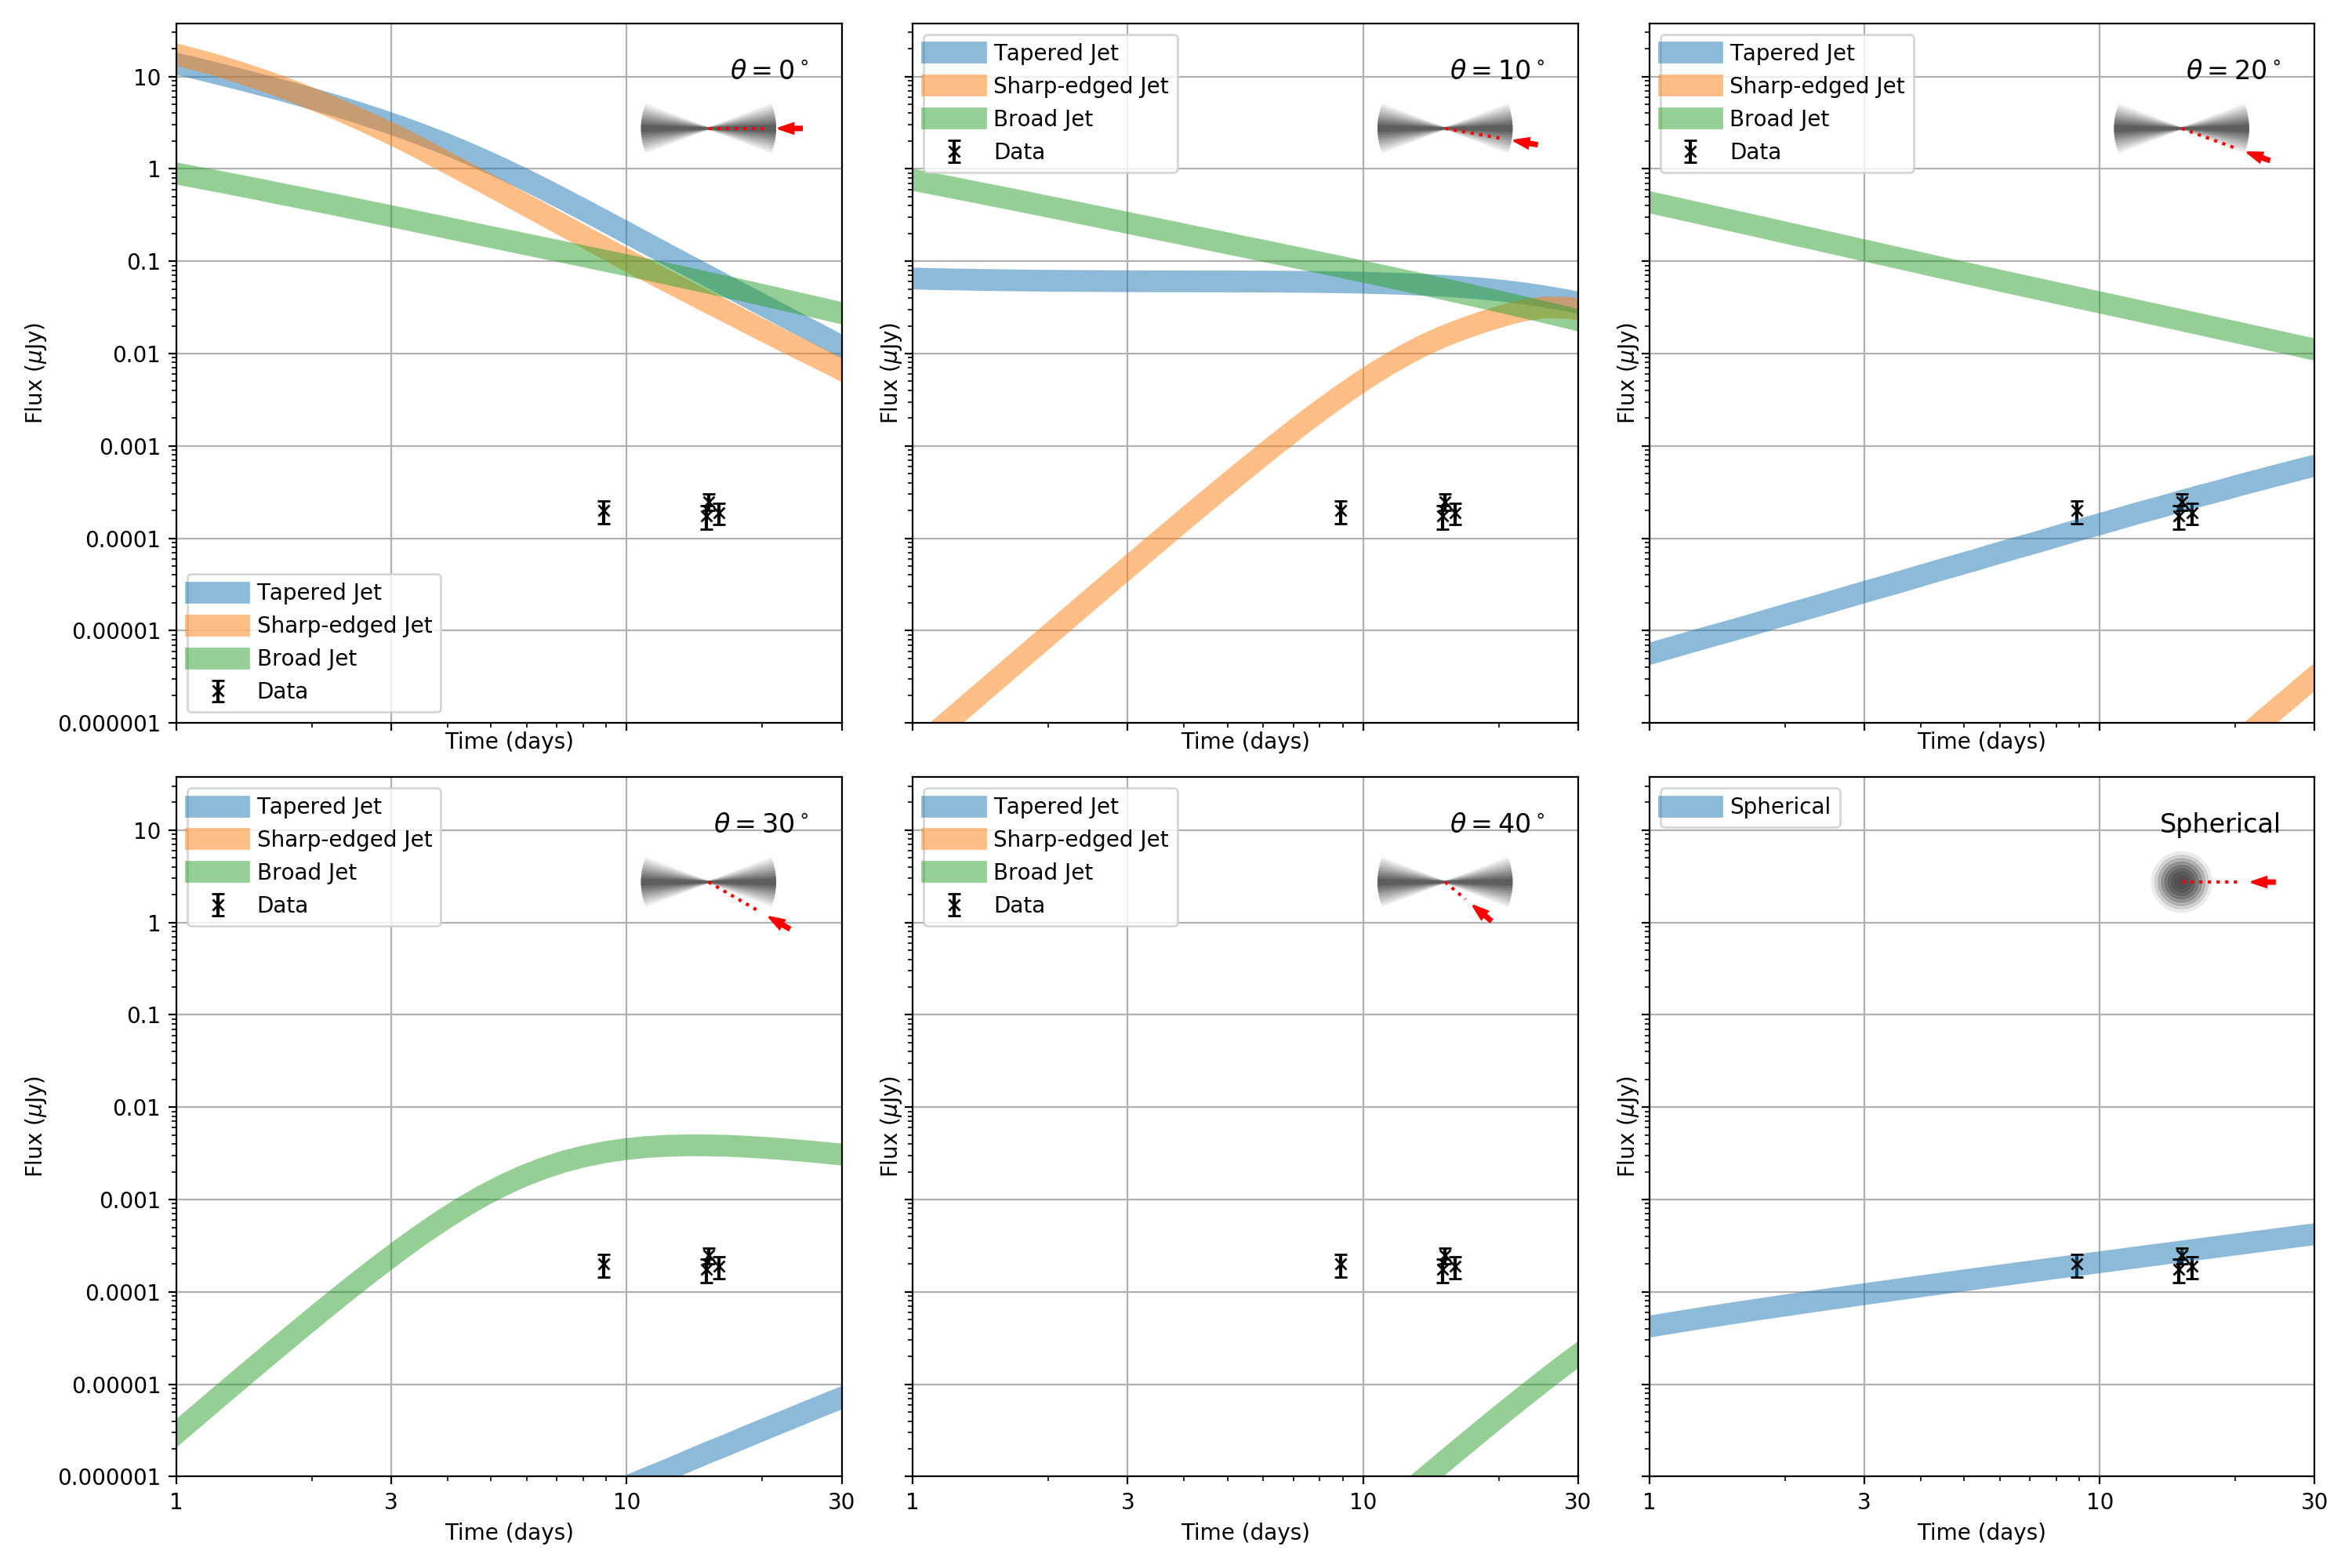 Flux (μJy)
10
1
0.1
0.01
0.001
0.0001
0.00001
0.000001
θ = 0°
Tapered Jet
Sharp-edged Jet
Broad Jet
Data
Time (days)
Flux (μJy)
Tapered Jet
Sharp-edged Jet
Broad Jet
Data
θ = 10°
Time (days)
Flux (μJy)
Tapered Jet
Sharp-edged Jet
Broad Jet
Data
θ = 20°
Time (days)
Flux (μJy)
10
1
0.1
0.01
0.001
0.0001
0.00001
0.000001
Tapered Jet
Sharp-edged Jet
Broad Jet
Data
θ = 30°
1 3 10 30
Time (days)
Flux (μJy)
Tapered Jet
Sharp-edged Jet
Broad Jet
Data
θ = 40°
1 3 10 30
Time (days)
Flux (μJy)
Spherical
Spherical
1 3 10 30
Time (days)